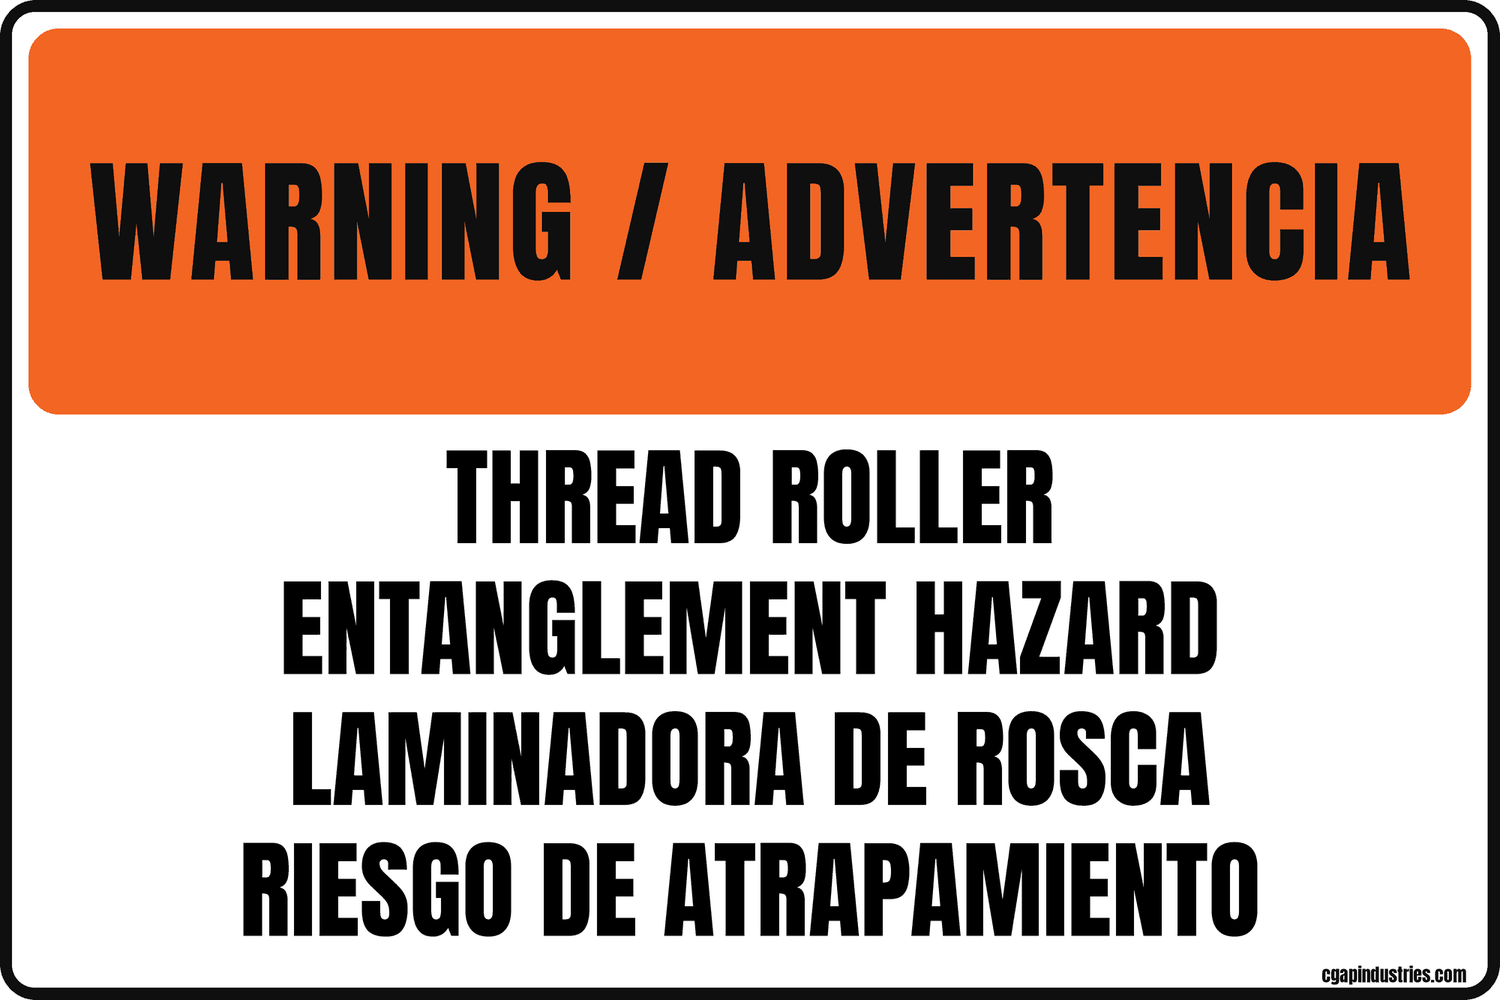 WARNING / ADVERTENCIA
THREAD ROLLER
ENTANGLEMENT HAZARD
LAMINADORA DE ROSCA
RIESGO DE ATRAPAMIENTO
cgapindustries.com